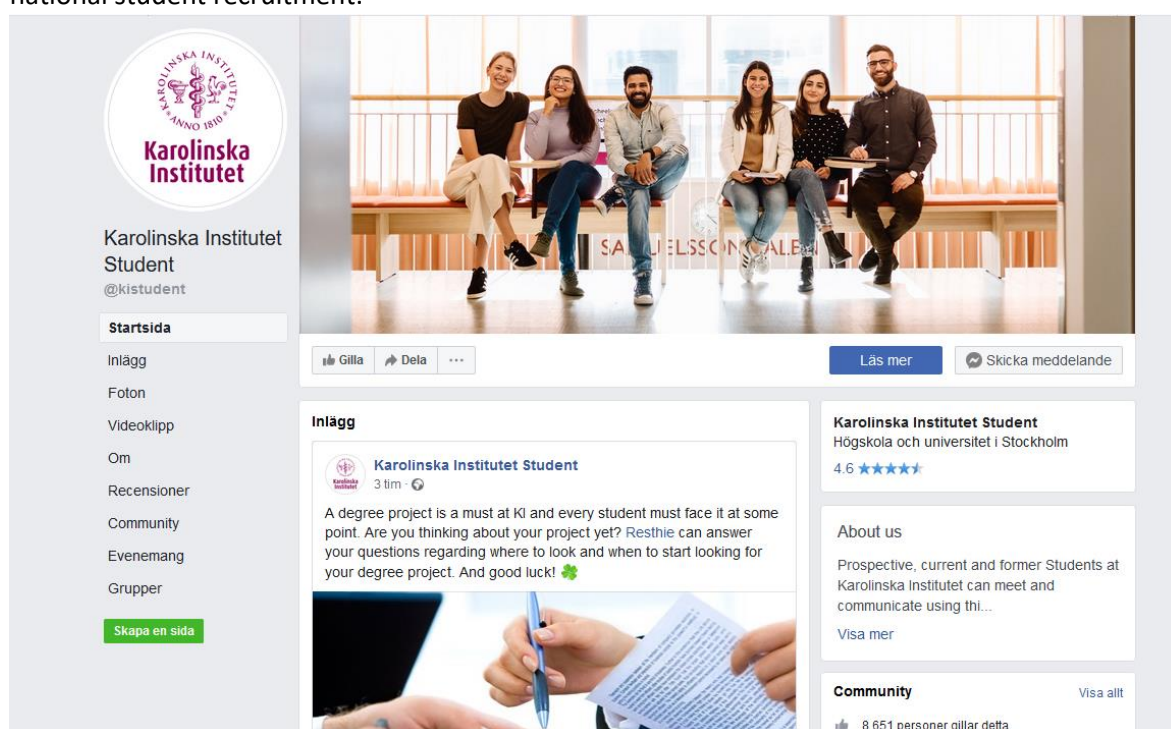 national student recruitment.
KAROLINSKA INSTITUTET
ANNO 1810
Karolinska
Institutet
Karolinska Institutet
Student
@kistudent
Startsida
Inlägg
Foton
Videoklipp
Om
Recensioner
Community
Evenemang
Grupper
Skapa en sida
Gilla
Dela
Läs mer
Skicka meddelande
Inlägg
Karolinska
Institutet
Karolinska Institutet Student
3 tim ·
A degree project is a must at KI and every student must face it at some
point. Are you thinking about your project yet? Resthie can answer
your questions regarding where to look and when to start looking for
your degree project. And good luck! 🍀
Karolinska Institutet Student
Högskola och universitet i Stockholm
4.6 ★★★★★
About us
Prospective, current and former Students at
Karolinska Institutet can meet and
communicate using thi...
Visa mer
Community
Visa allt
8 651 personer gillar detta